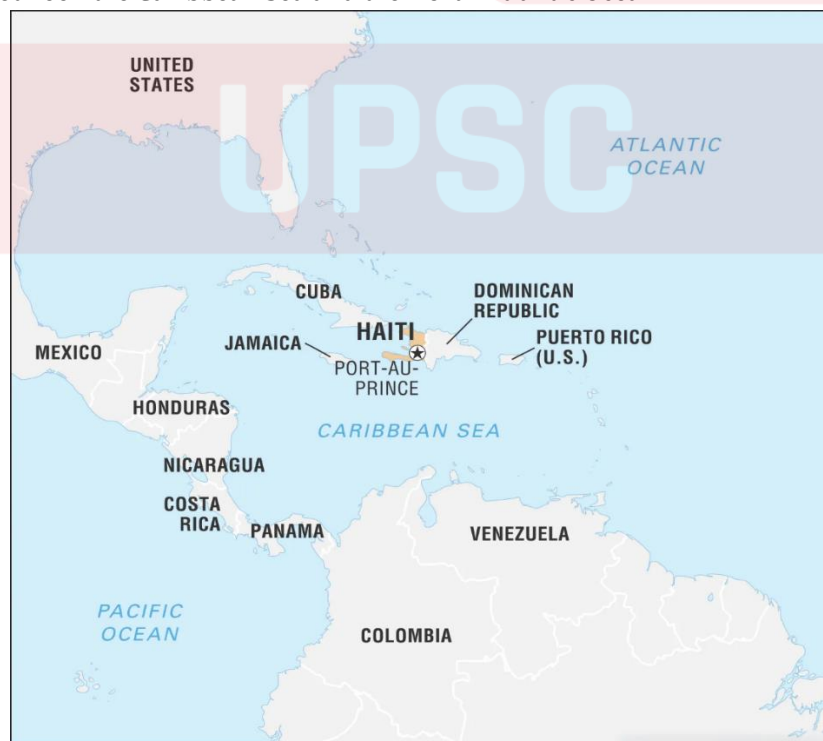 UPSC
UNITED
STATES
ATLANTIC
OCEAN
CUBA
DOMINICAN
REPUBLIC
HAITI
PUERTO RICO
(U.S.)
JAMAICA
MEXICO
PORT-AU-
PRINCE
HONDURAS
CARIBBEAN SEA
NICARAGUA
COSTA
RICA
PANAMA
VENEZUELA
PACIFIC
OCEAN
COLOMBIA